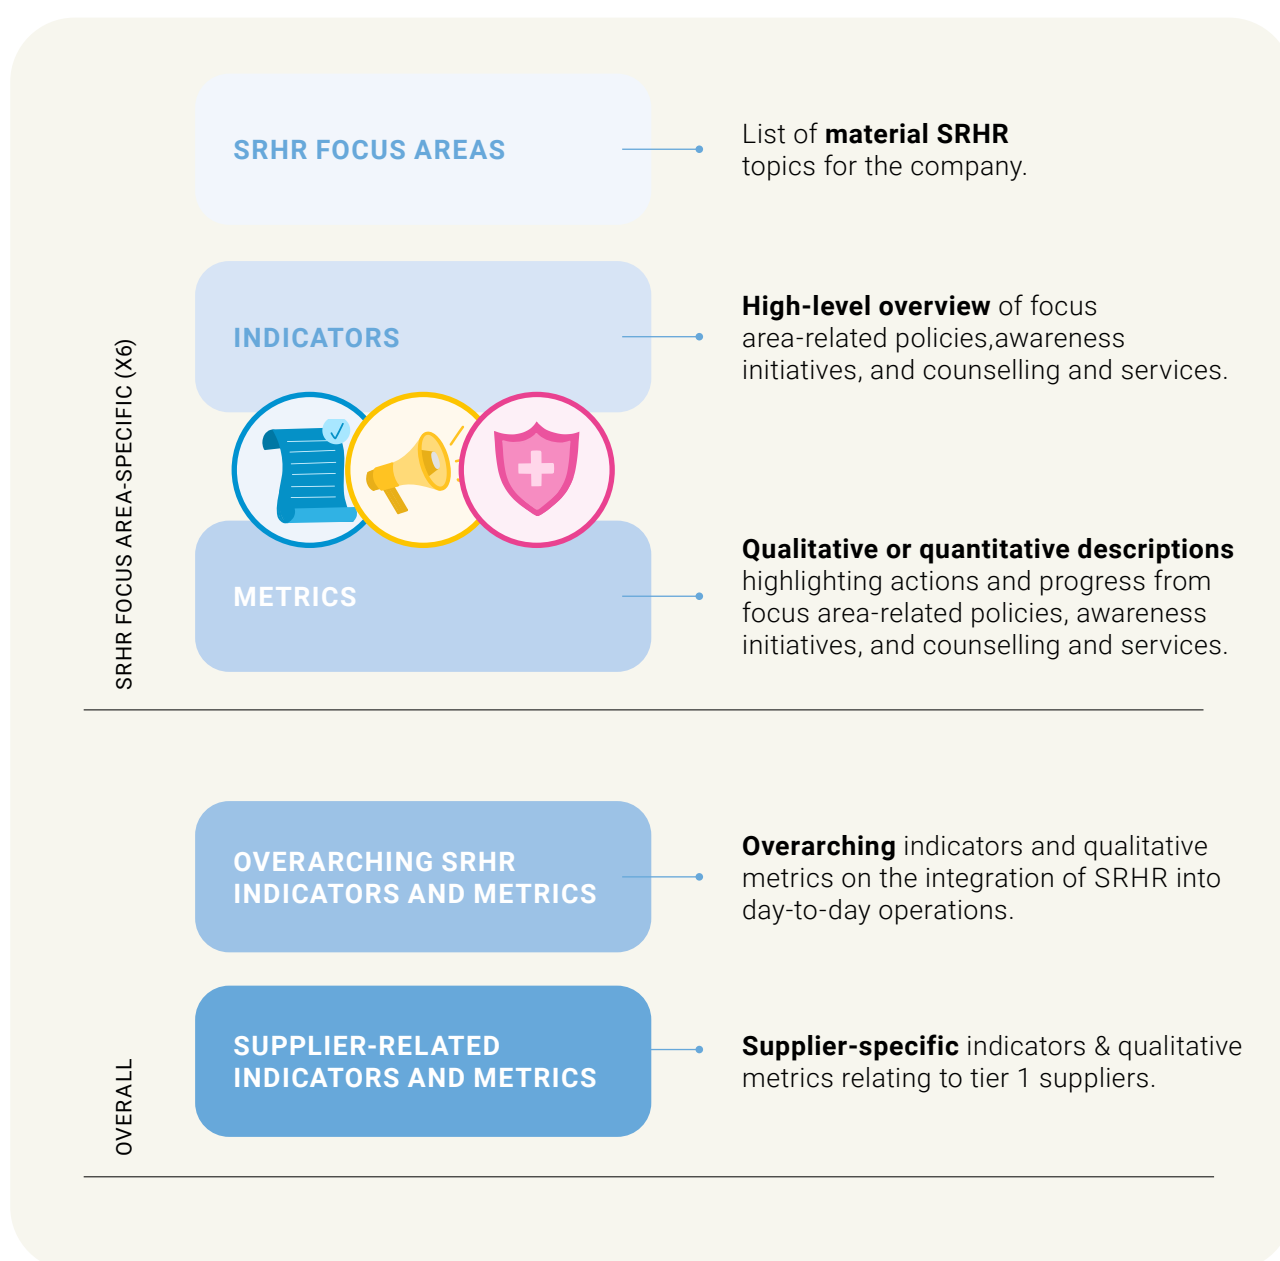 SRHR FOCUS AREA-SPECIFIC (X6)
SRHR FOCUS AREAS
List of material SRHR
topics for the company.
INDICATORS
High-level overview of focus
area-related policies,awareness
initiatives, and counselling and services.
METRICS
Qualitative or quantitative descriptions
highlighting actions and progress from
focus area-related policies, awareness
initiatives, and counselling and services.
OVERALL
OVERARCHING SRHR
INDICATORS AND METRICS
Overarching indicators and qualitative
metrics on the integration of SRHR into
day-to-day operations.
SUPPLIER-RELATED
INDICATORS AND METRICS
Supplier-specific indicators & qualitative
metrics relating to tier 1 suppliers.